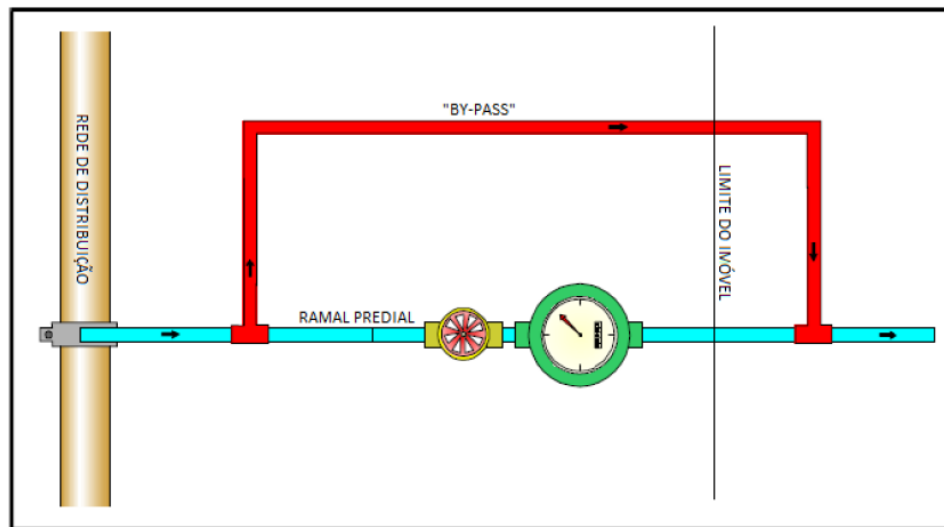 REDE DE DISTRIBUIÇÃO
"BY-PASS"
LIMITE DO IMÓVEL
RAMAL PREDIAL